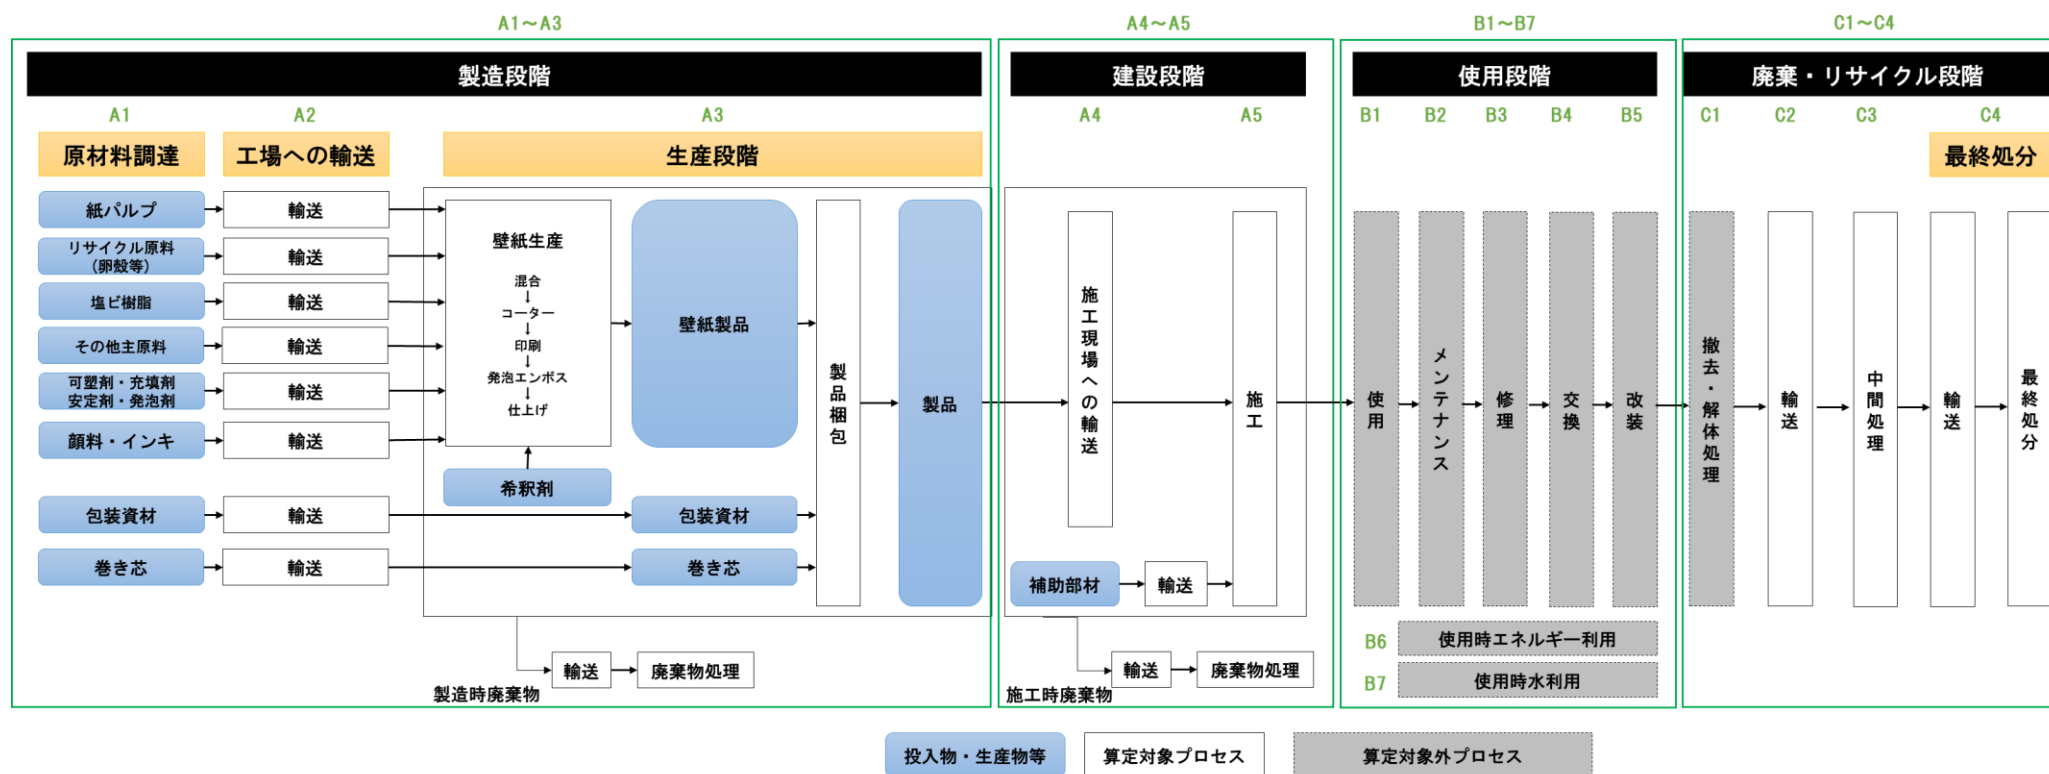 A1～A3
A4～A5
B1～B7
C1～C4
製造段階
建設段階
使用段階
廃棄・リサイクル段階
A1
A2
A3
A4
A5
B1
B2
B3
B4
B5
C1
C2
C3
C4
原材料調達
工場への輸送
生産段階
最終処分
紙パルプ
輸送
リサイクル原料
(卵殻等)
輸送
塩ビ樹脂
輸送
その他主原料
輸送
可塑剤・充填剤
安定剤・発泡剤
輸送
顔料・インキ
輸送
包装資材
輸送
巻き芯
輸送
壁紙生産
混合
コーター
印刷
発泡エンボス
仕上げ
希釈剤
壁紙製品
包装資材
巻き芯
製品梱包
製品
製造時廃棄物
輸送
廃棄物処理
施工現場への輸送
施工
補助部材
輸送
施工時廃棄物
輸送
廃棄物処理
使用
メンテナンス
修理
交換
改装
B6
使用時エネルギー利用
B7
使用時水利用
撤去・解体処理
輸送
中間処理
輸送
最終処分
投入物・生産物等
算定対象プロセス
算定対象外プロセス